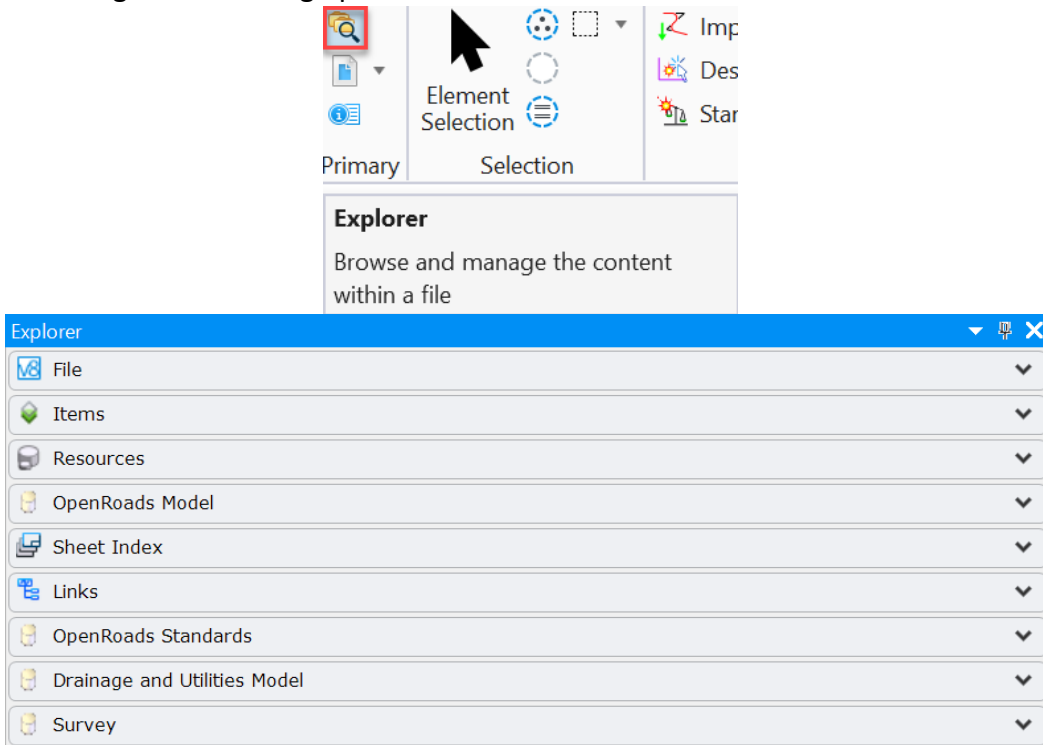 Imp
Des
Element
Selection
Star
Primary
Selection
Explorer
Browse and manage the content
within a file
Explorer
V8 File
Items
Resources
OpenRoads Model
Sheet Index
Links
OpenRoads Standards
Drainage and Utilities Model
Survey